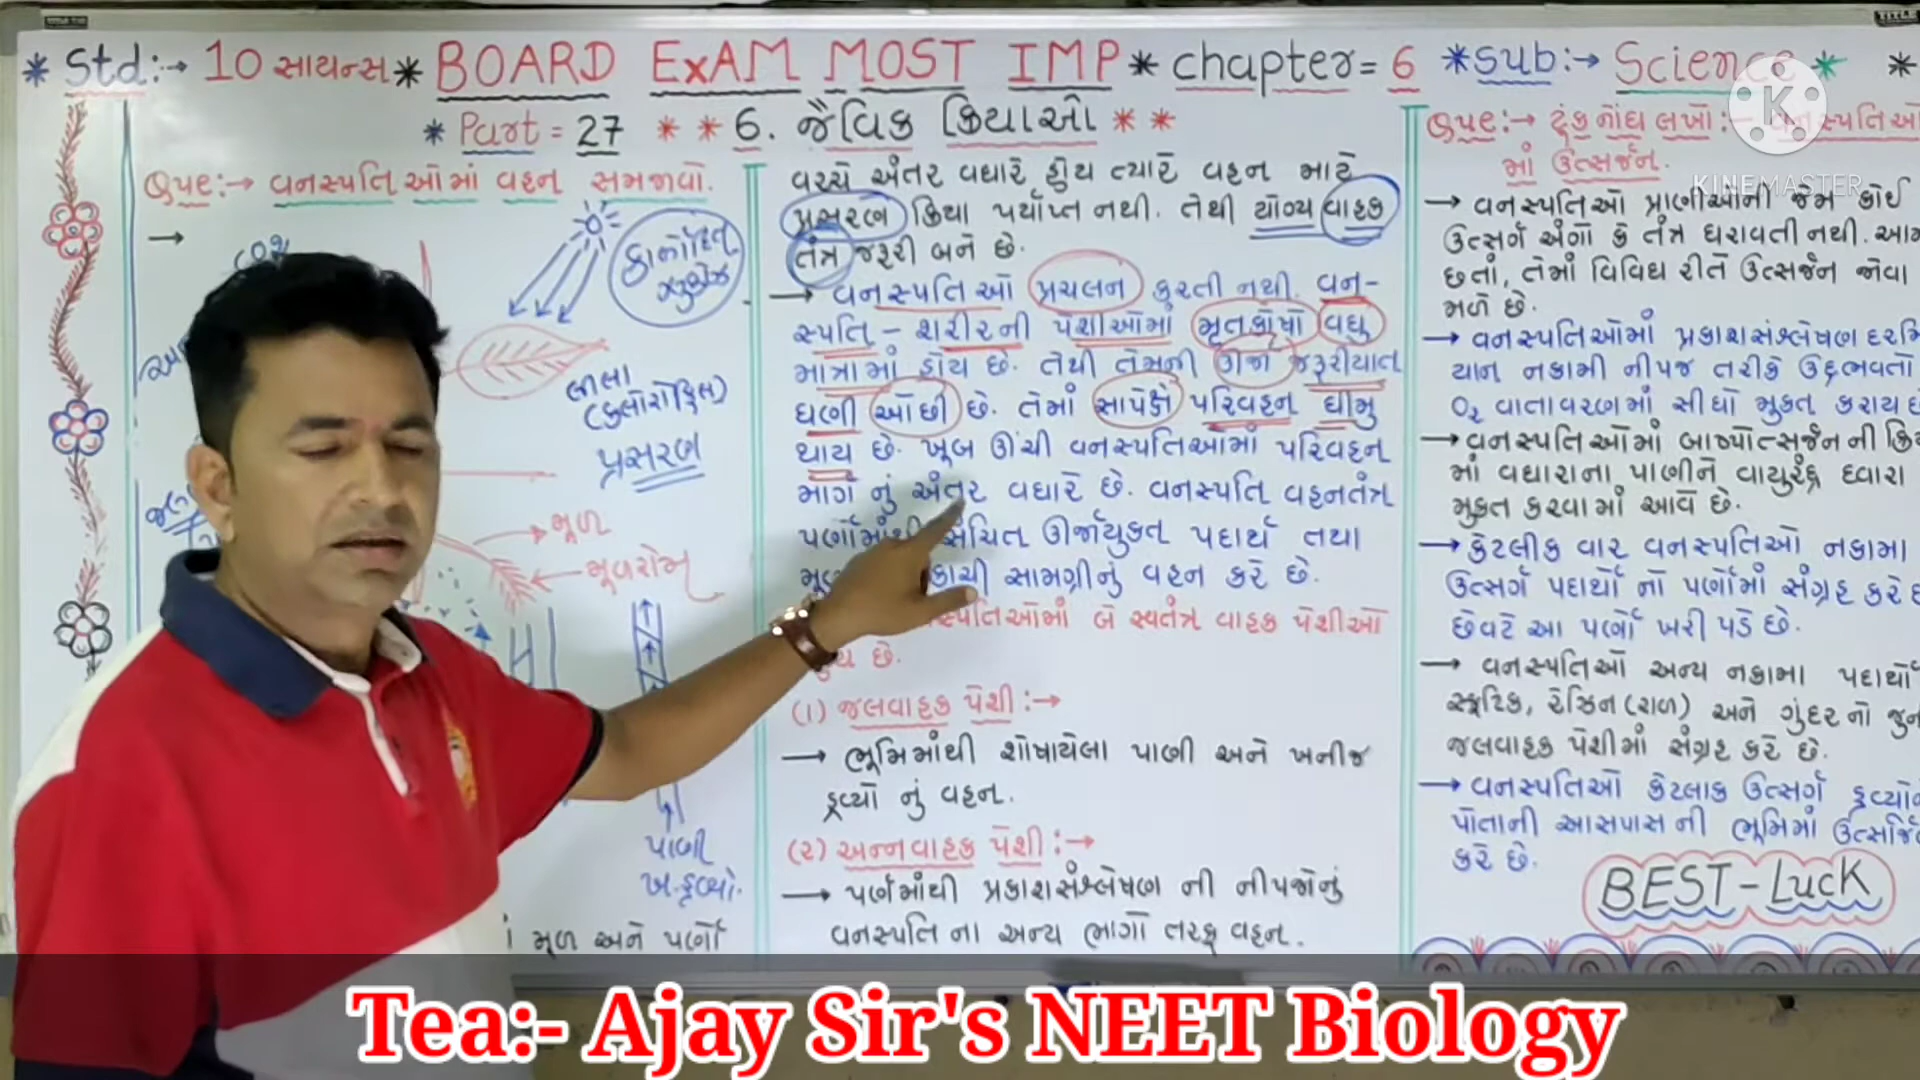 * Std:→ 10 સાયન્સ * BOARD ExAM MOST IMP * chapter= 6 * sub:→ Science * *
* Part = 27 * * 6. જૈવિક ક્રિયાઓ * *
Que:→ વનસ્પતિઓમાં વહન સમજાવો.
→
પ્રસરણ
લીલા
(ક્લોરોફિલ)
મૂળ
મૂળરોમ
પાણી
ખ.દ્રવ્યો.
મૂળ અને પર્ણો
વચ્ચે અંતર વધારે હોય ત્યારે વહન માટે
પ્રસરણ ક્રિયા પર્યાપ્ત નથી. તેથી યોગ્ય વાહક
તંત્ર જરૂરી બને છે.
→ વનસ્પતિઓ પ્રચલન કરતી નથી. વન-
સ્પતિ - શરીરની પેશીઓમાં મૃતકોષો વધુ
માત્રામાં હોય છે. તેથી તેમની ઊર્જા જરૂરીયાત
ઘણી ઓછી છે. તેમાં સાપેક્ષે પરિવહન ધીમુ
થાય છે. ખૂબ ઊંચી વનસ્પતિઓમાં પરિવહન
માર્ગ નું અંતર વધારે છે. વનસ્પતિ વહનતંત્ર
પર્ણોમાંથી સંચિત ઊર્જાયુક્ત પદાર્થ તથા
કાચી સામગ્રીનું વહન કરે છે.
સ્પતિઓમાં બે સ્વતંત્ર વાહક પેશીઓ
છે.
(૧) જલવાહક પેશી :→
→ ભૂમિમાંથી શોષાયેલા પાણી અને ખનીજ
દ્રવ્યો નું વહન.
(૨) અન્નવાહક પેશી :→
→ પર્ણમાંથી પ્રકાશસંશ્લેષણ ની નીપજોનું
વનસ્પતિ ના અન્ય ભાગો તરફ વહન.
Que:→ ટૂંક નોંધ લખો:- વનસ્પતિઓ
માં ઉત્સર્જન.
→ વનસ્પતિઓ પ્રાણીઓની જેમ કોઈ
ઉત્સર્ગ અંગો કે તંત્ર ધરાવતી નથી. આમ
છતાં, તેમાં વિવિધ રીતે ઉત્સર્જન જોવા
મળે છે.
→ વનસ્પતિઓમાં પ્રકાશસંશ્લેષણ દરમિ
યાન નકામી નીપજ તરીકે ઉદ્દભવતો
O₂ વાતાવરણમાં સીધો મુક્ત કરાય છે
→ વનસ્પતિઓમાં બાષ્પોત્સર્જન ની ક્રિયા
માં વધારાના પાણીને વાયુરંદ્ર દ્વારા
મુક્ત કરવામાં આવે છે.
→ કેટલીક વાર વનસ્પતિઓ નકામા
ઉત્સર્ગ પદાર્થો નો પર્ણોમાં સંગ્રહ કરે છે
છેવટે આ પર્ણો ખરી પડે છે.
→ વનસ્પતિઓ અન્ય નકામા પદાર્થો
સ્ફટિક, રેઝિન (રાળ) અને ગુંદર નો જુના
જલવાહક પેશીમાં સંગ્રહ કરે છે.
→ વનસ્પતિઓ કેટલાક ઉત્સર્ગ દ્રવ્યોને
પોતાની આસપાસ ની ભૂમિમાં ઉત્સર્જિત
કરે છે.
BEST-LucK
K
KINEMASTER
Tea:- Ajay Sir's NEET Biology